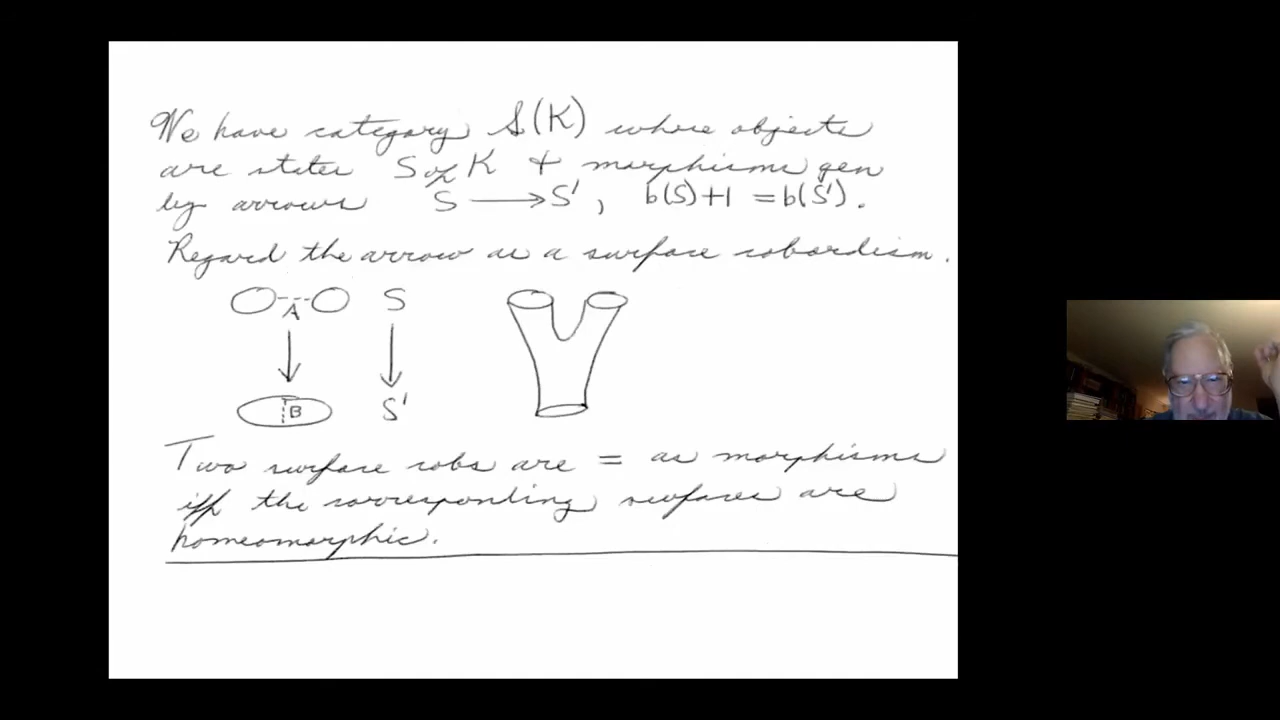 We have category S(K) whose objects
are states S of K + morphisms gen
by arrows S ⟶ S', b(S)+1 = b(S').
Regard the arrow as a surface cobordism.
A S
B S'
Two surface cobs are = as morphisms
iff the corresponding surfaces are
homeomorphic.